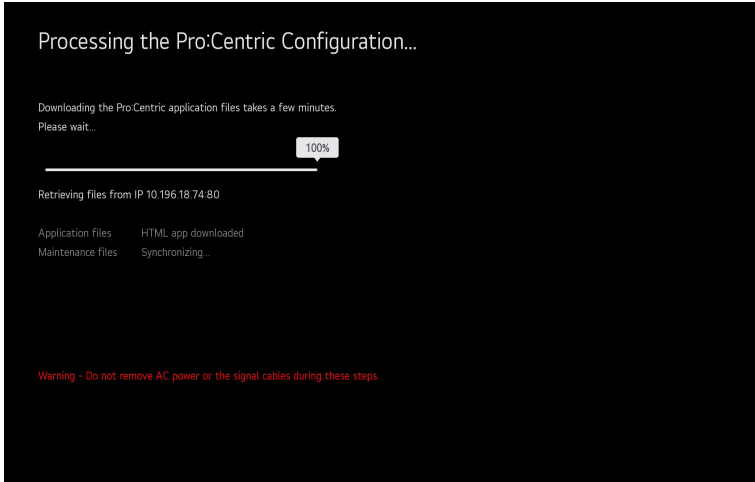 Processing the Pro:Centric Configuration...
Downloading the Pro:Centric application files takes a few minutes.
Please wait...
100%
Retrieving files from IP 10.196.18.74:80
Application files HTML app downloaded
Maintenance files Synchronizing...
Warning - Do not remove AC power or the signal cables during these steps.